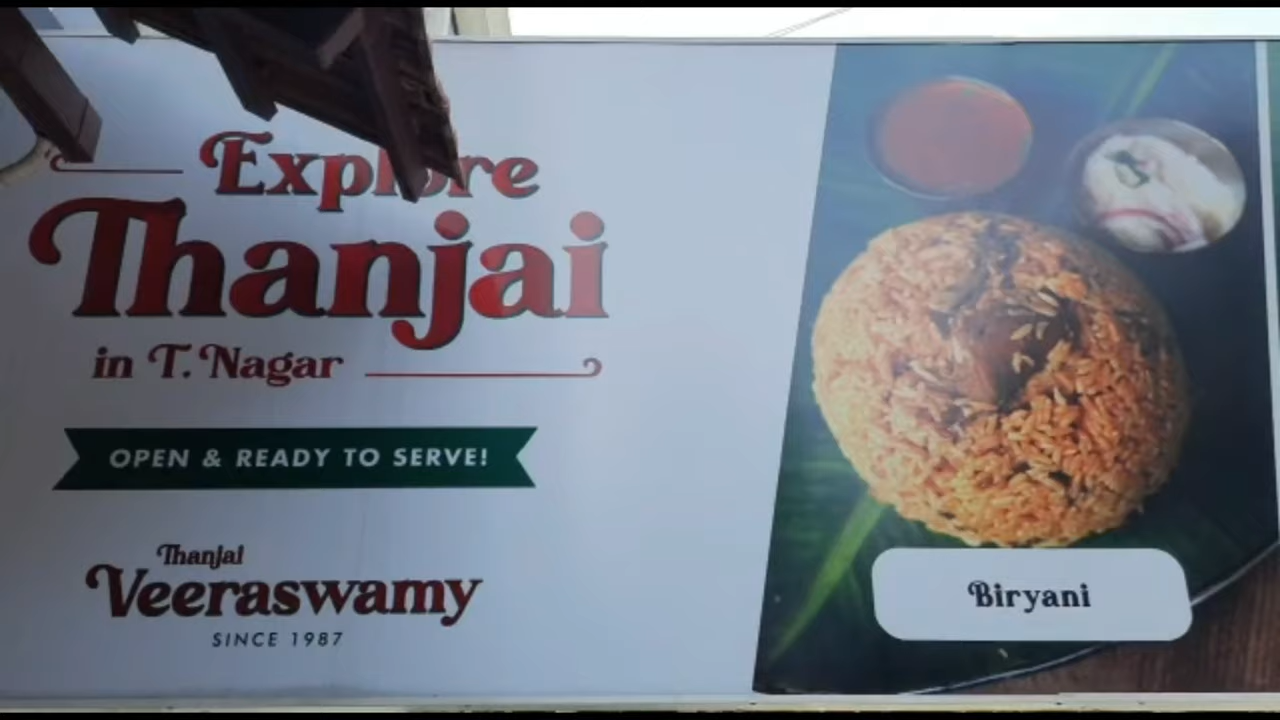 Explore
Thanjai
in T. Nagar
OPEN & READY TO SERVE!
Thanjai
Veeraswamy
SINCE 1987
Biryani